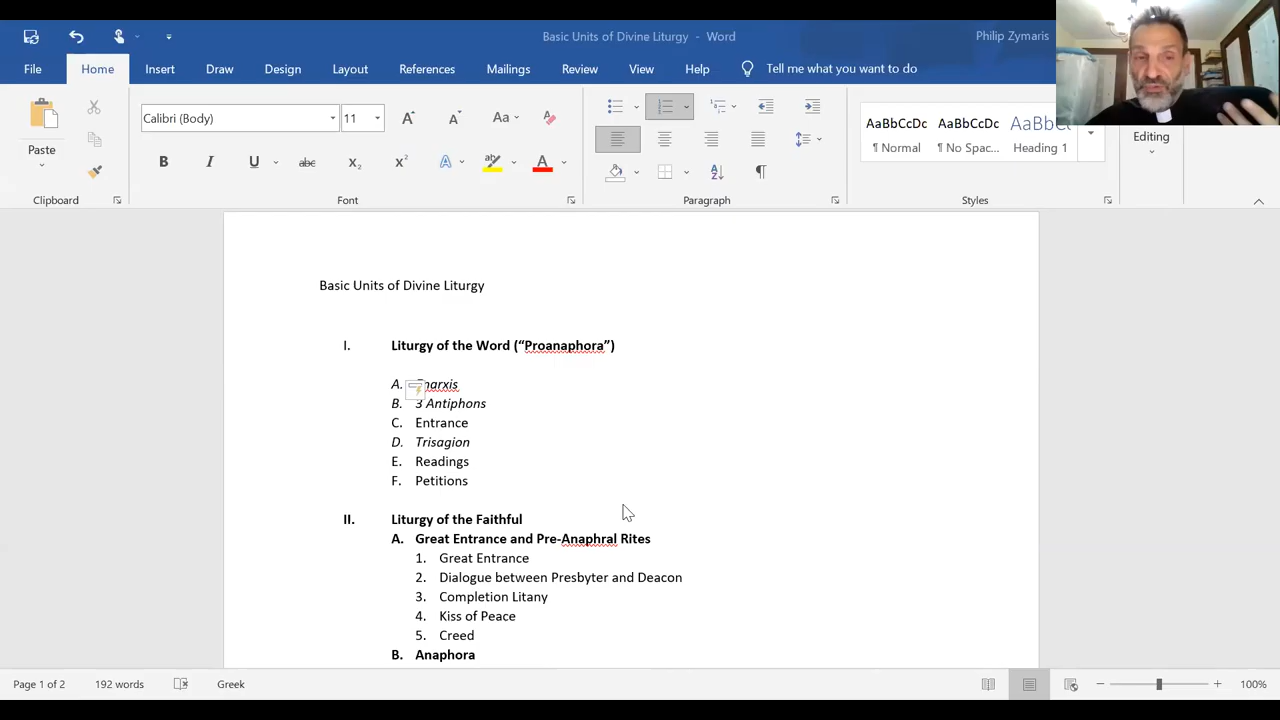 Basic Units of Divine Liturgy - Word
Philip Zymaris
File Home Insert Draw Design Layout References Mailings Review View Help Tell me what you want to do
Calibri (Body) 11
Paste
Editing
AaBbCcDc AaBbCcDc AaBbC
¶ Normal ¶ No Spac... Heading 1
Clipboard Font Paragraph Styles
Basic Units of Divine Liturgy
I. Liturgy of the Word (“Proanaphora”)
A.
B. 3 Antiphons
C. Entrance
D. Trisagion
E. Readings
F. Petitions
II. Liturgy of the Faithful
A. Great Entrance and Pre-Anaphral Rites
1. Great Entrance
2. Dialogue between Presbyter and Deacon
3. Completion Litany
4. Kiss of Peace
5. Creed
B. Anaphora
Page 1 of 2 192 words Greek 100%